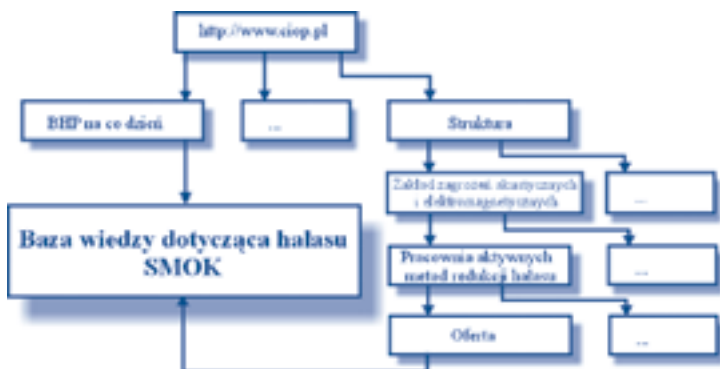 http://www.ciop.pl
BHP na co dzień
...
Struktura
Zakład zagrożeń akustycznych
i elektromagnetycznych
...
Baza wiedzy dotycząca hałasu
SMOK
Pracownia aktywnych
metod redukcji hałasu
...
Oferta
...